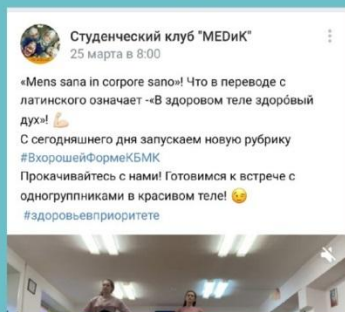 Студенческий клуб "MEDиK"
25 марта в 8:00
«Mens sana in corpore sano»! Что в переводе с
латинского означает -«В здоровом теле здоро́вый
дух»! 💪🏻
С сегодняшнего дня запускаем новую рубрику
#ВхорошейФормеКБМК
Прокачивайтесь с нами! Готовимся к встрече с
одногруппниками в красивом теле! 😉
#здоровьевприоритете